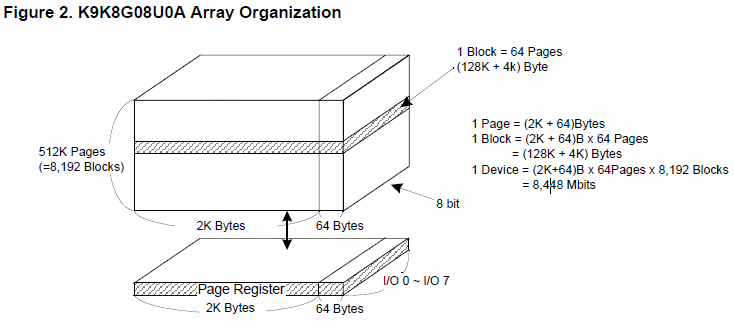 Figure 2. K9K8G08U0A Array Organization
1 Block = 64 Pages
(128K + 4k) Byte
1 Page = (2K + 64)Bytes
1 Block = (2K + 64)B x 64 Pages
= (128K + 4K) Bytes
1 Device = (2K+64)B x 64Pages x 8,192 Blocks
= 8,448 Mbits
512K Pages
(=8,192 Blocks)
8 bit
2K Bytes
64 Bytes
Page Register
I/O 0 ~ I/O 7
2K Bytes
64 Bytes